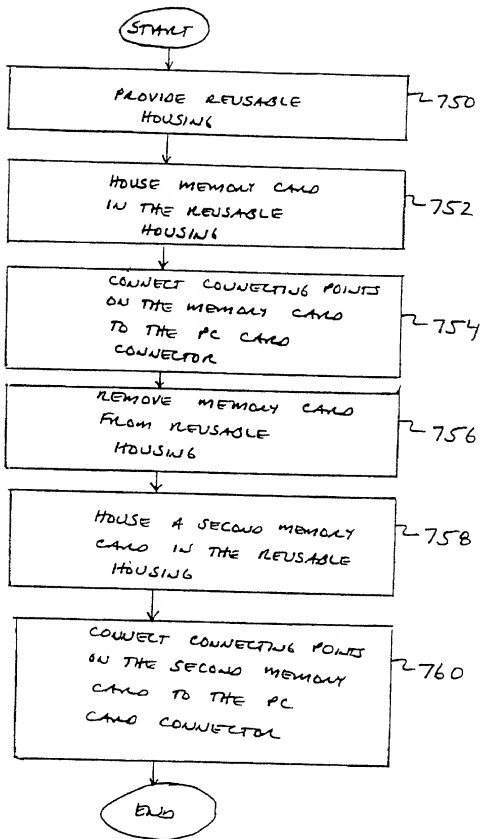 START
PROVIDE REUSABLE
HOUSING
750
HOUSE MEMORY CARD
IN THE REUSABLE
HOUSING
752
CONNECT CONNECTING POINTS
ON THE MEMORY CARD
TO THE PC CARD
CONNECTOR
754
REMOVE MEMORY CARD
FROM REUSABLE
HOUSING
756
HOUSE A SECOND MEMORY
CARD IN THE REUSABLE
HOUSING
758
CONNECT CONNECTING POINTS
ON THE SECOND MEMORY
CARD TO THE PC
CARD CONNECTOR
760
END